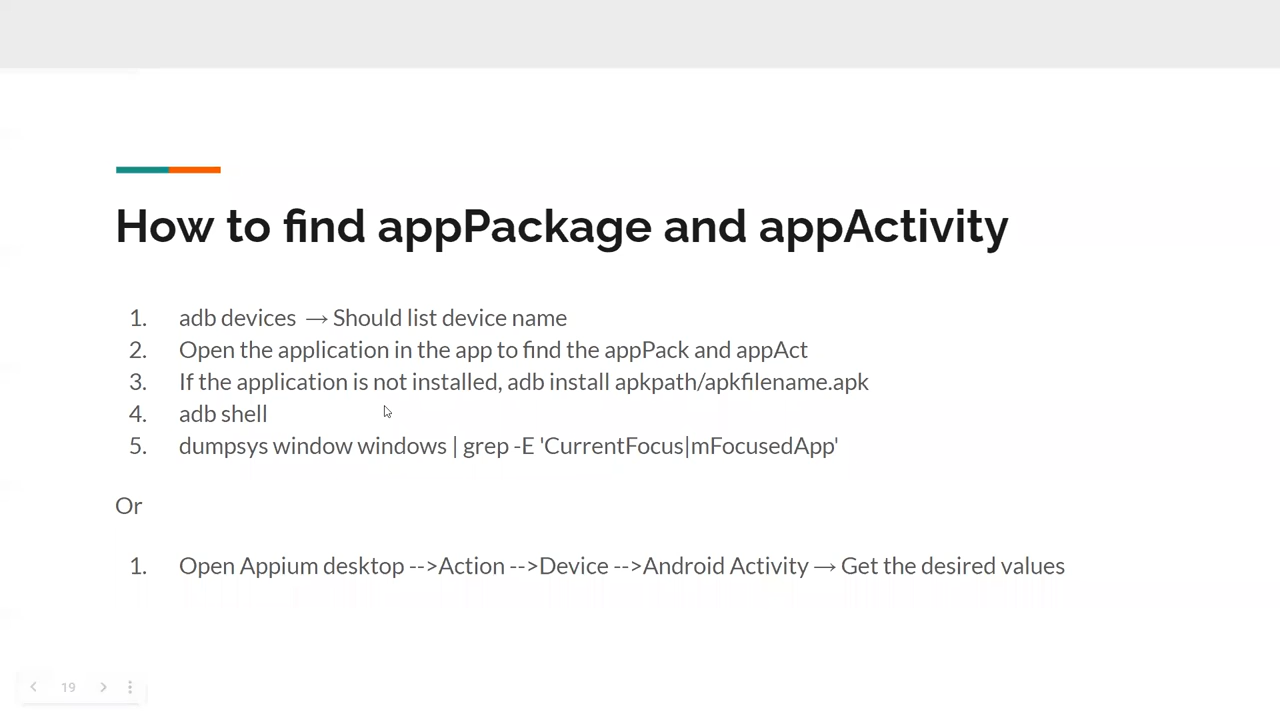 How to find appPackage and appActivity
1. adb devices → Should list device name
2. Open the application in the app to find the appPack and appAct
3. If the application is not installed, adb install apkpath/apkfilename.apk
4. adb shell
5. dumpsys window windows | grep -E 'CurrentFocus|mFocusedApp'
Or
1. Open Appium desktop -->Action -->Device -->Android Activity → Get the desired values
19